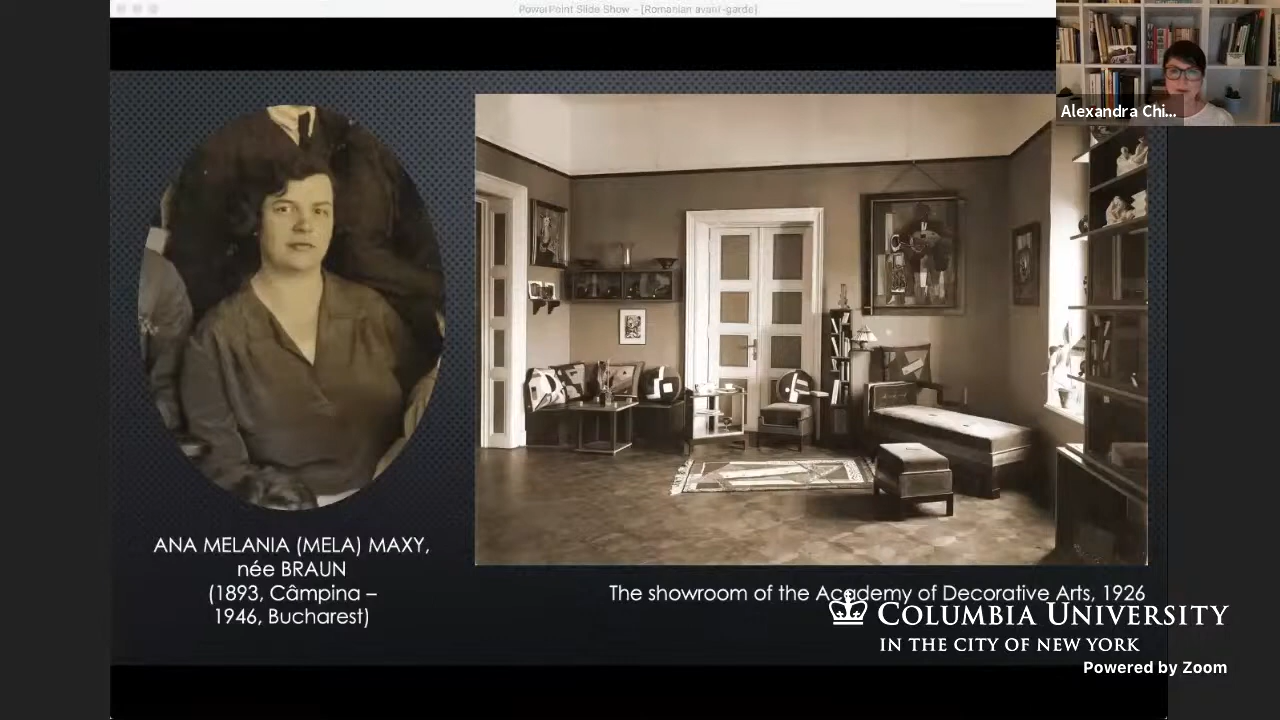 PowerPoint Slide Show – [Romanian avant-garde]
Alexandra Chi...
ANA MELANIA (MELA) MAXY,
née BRAUN
(1893, Câmpina –
1946, Bucharest)
The showroom of the Academy of Decorative Arts, 1926
COLUMBIA UNIVERSITY
IN THE CITY OF NEW YORK
Powered by Zoom